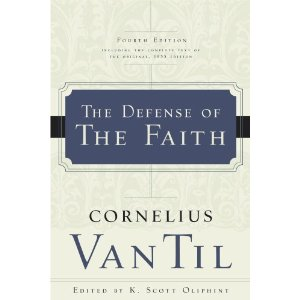 Fourth Edition
Including the complete text of
the original, 1955 edition
The Defense of
The Faith
Cornelius
Van Til
Edited by K. Scott Oliphint